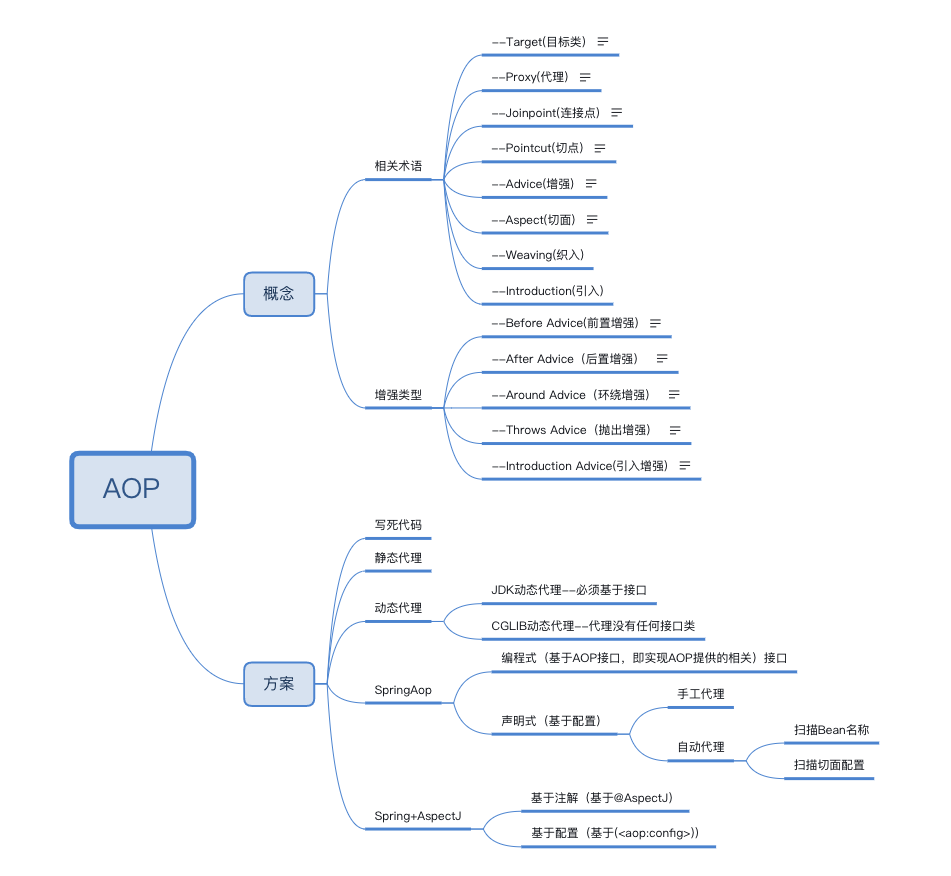 AOP
概念
相关术语
--Target(目标类)
--Proxy(代理)
--Joinpoint(连接点)
--Pointcut(切点)
--Advice(增强)
--Aspect(切面)
--Weaving(织入)
--Introduction(引入)
增强类型
--Before Advice(前置增强)
--After Advice（后置增强）
--Around Advice（环绕增强）
--Throws Advice（抛出增强）
--Introduction Advice(引入增强)
方案
写死代码
静态代理
动态代理
JDK动态代理--必须基于接口
CGLIB动态代理--代理没有任何接口类
SpringAop
编程式（基于AOP接口，即实现AOP提供的相关）接口
声明式（基于配置）
手工代理
自动代理
扫描Bean名称
扫描切面配置
Spring+AspectJ
基于注解（基于@AspectJ）
基于配置（基于(<aop:config>)）